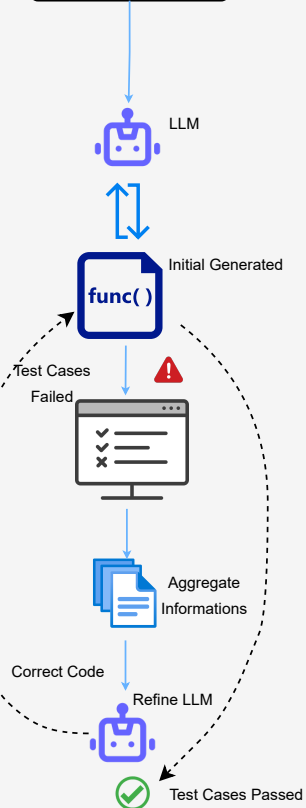 LLM
Initial Generated
func( )
Test Cases
Failed
Aggregate
Informations
Correct Code
Refine LLM
Test Cases Passed